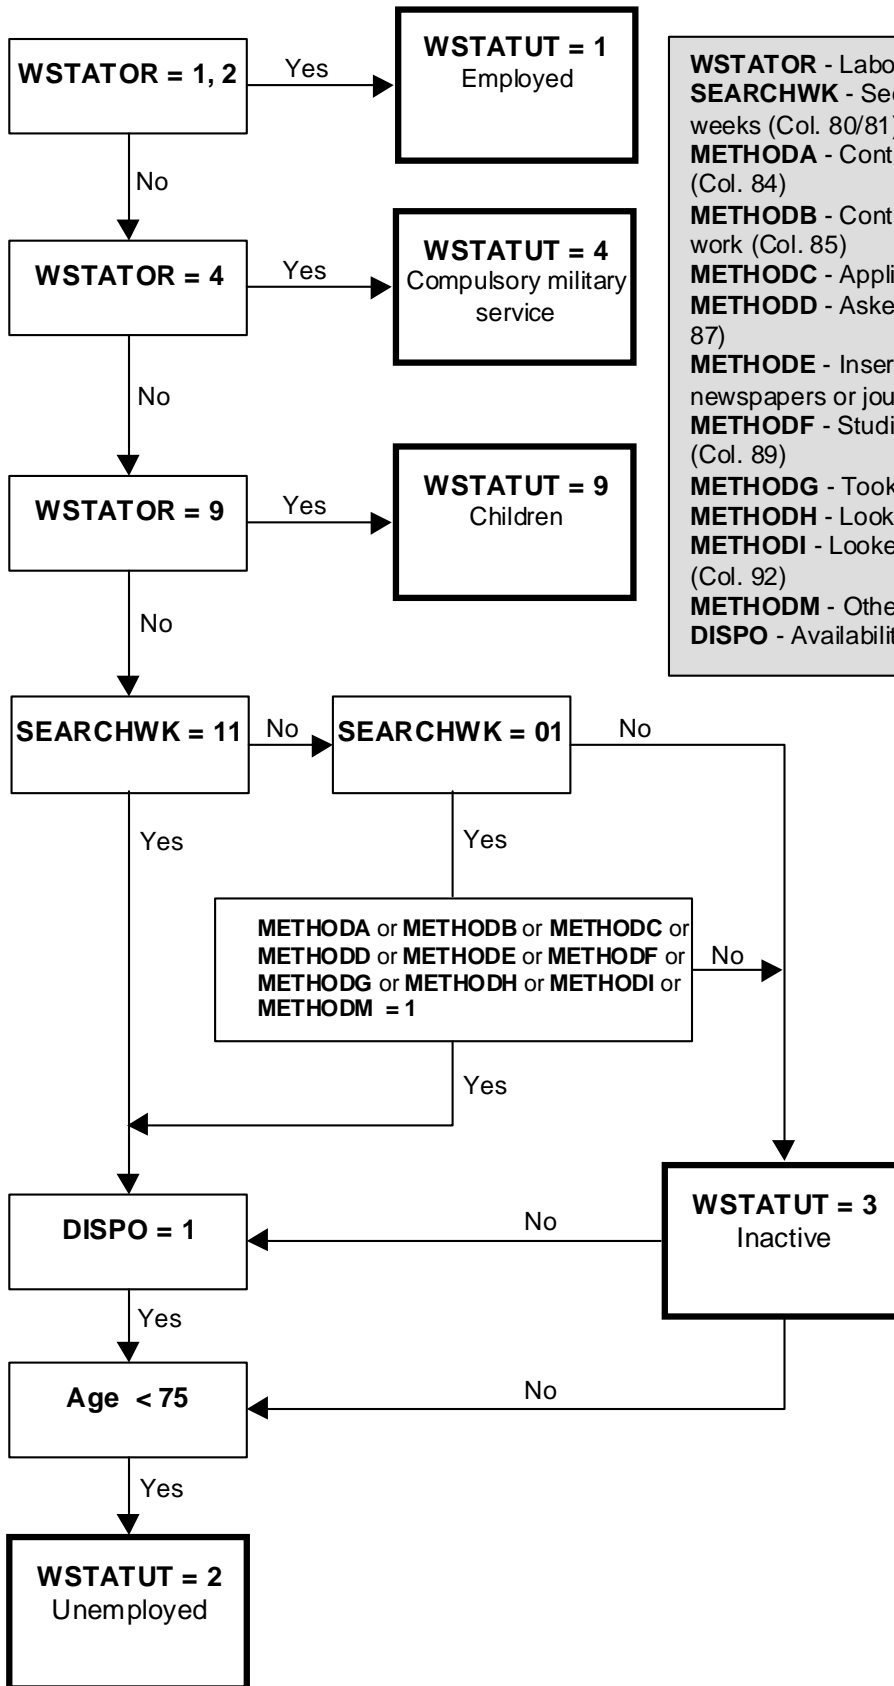 WSTATOR = 1, 2
Yes
WSTATUT = 1
Employed
No
WSTATOR = 4
Yes
WSTATUT = 4
Compulsory military
service
No
WSTATOR = 9
Yes
WSTATUT = 9
Children
No
WSTATOR - Labo
SEARCHWK - See
weeks (Col. 80/81)
METHODA - Cont
(Col. 84)
METHODB - Cont
work (Col. 85)
METHODC - Appli
METHODD - Aske
87)
METHODE - Inser
newspapers or jou
METHODF - Studi
(Col. 89)
METHODG - Took
METHODH - Look
METHODI - Looke
(Col. 92)
METHODM - Othe
DISPO - Availabilit
SEARCHWK = 11
No
SEARCHWK = 01
No
Yes
Yes
METHODA or METHODB or METHODC or
METHODD or METHODE or METHODF or
METHODG or METHODH or METHODI or
METHODM = 1
No
Yes
DISPO = 1
No
WSTATUT = 3
Inactive
Yes
Age < 75
No
Yes
WSTATUT = 2
Unemployed